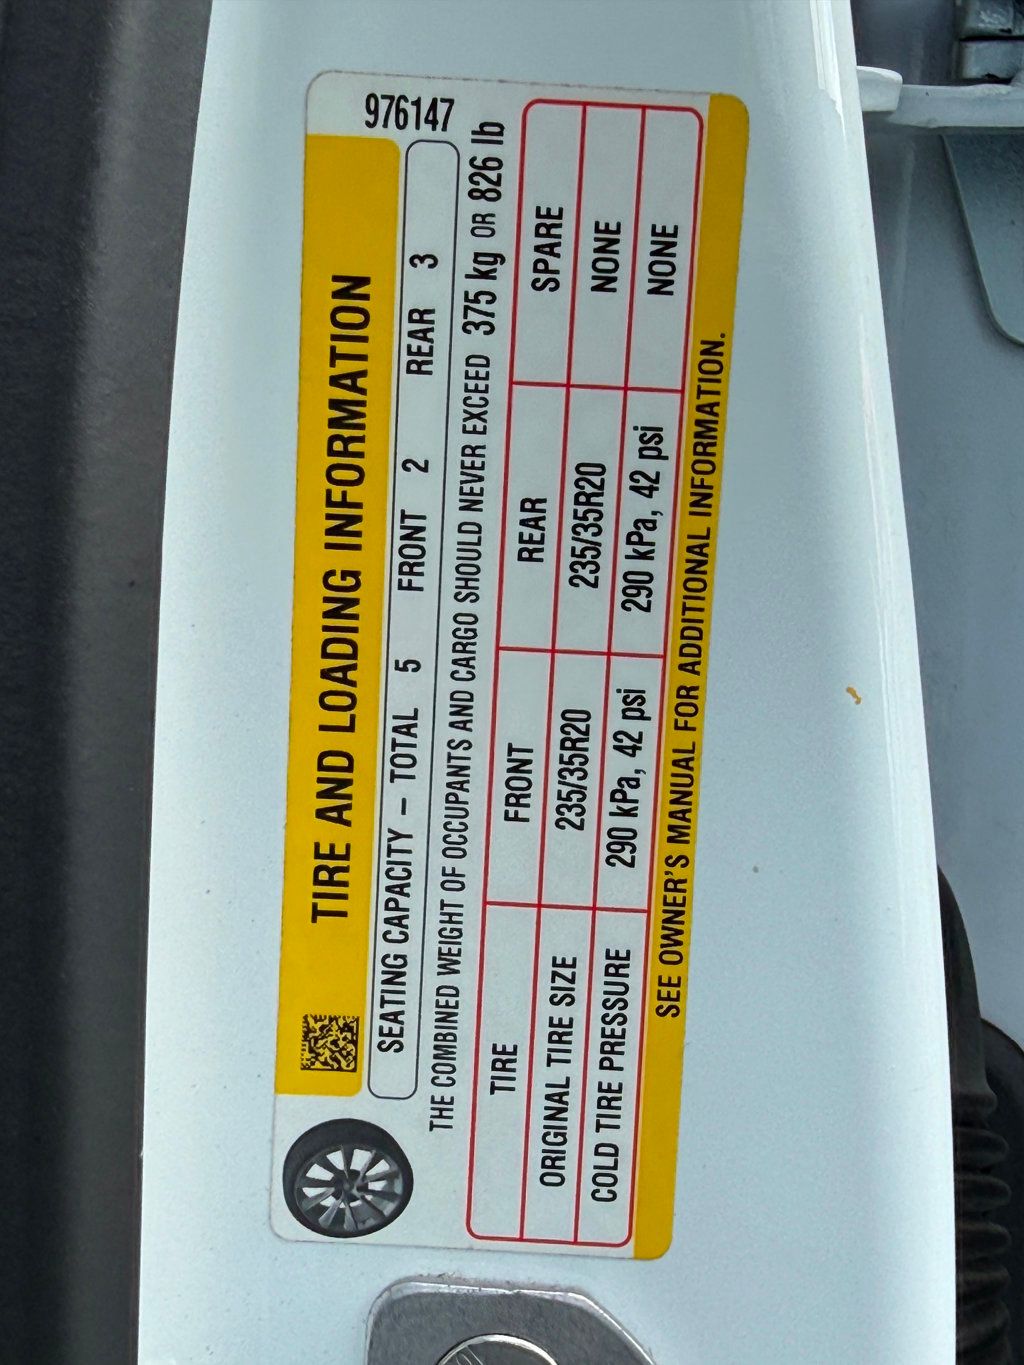 976147
TIRE AND LOADING INFORMATION
SEATING CAPACITY – TOTAL 5 FRONT 2 REAR 3
THE COMBINED WEIGHT OF OCCUPANTS AND CARGO SHOULD NEVER EXCEED 375 kg OR 826 lb
TIRE FRONT REAR SPARE
ORIGINAL TIRE SIZE 235/35R20 235/35R20 NONE
COLD TIRE PRESSURE 290 kPa, 42 psi 290 kPa, 42 psi NONE
SEE OWNER'S MANUAL FOR ADDITIONAL INFORMATION.